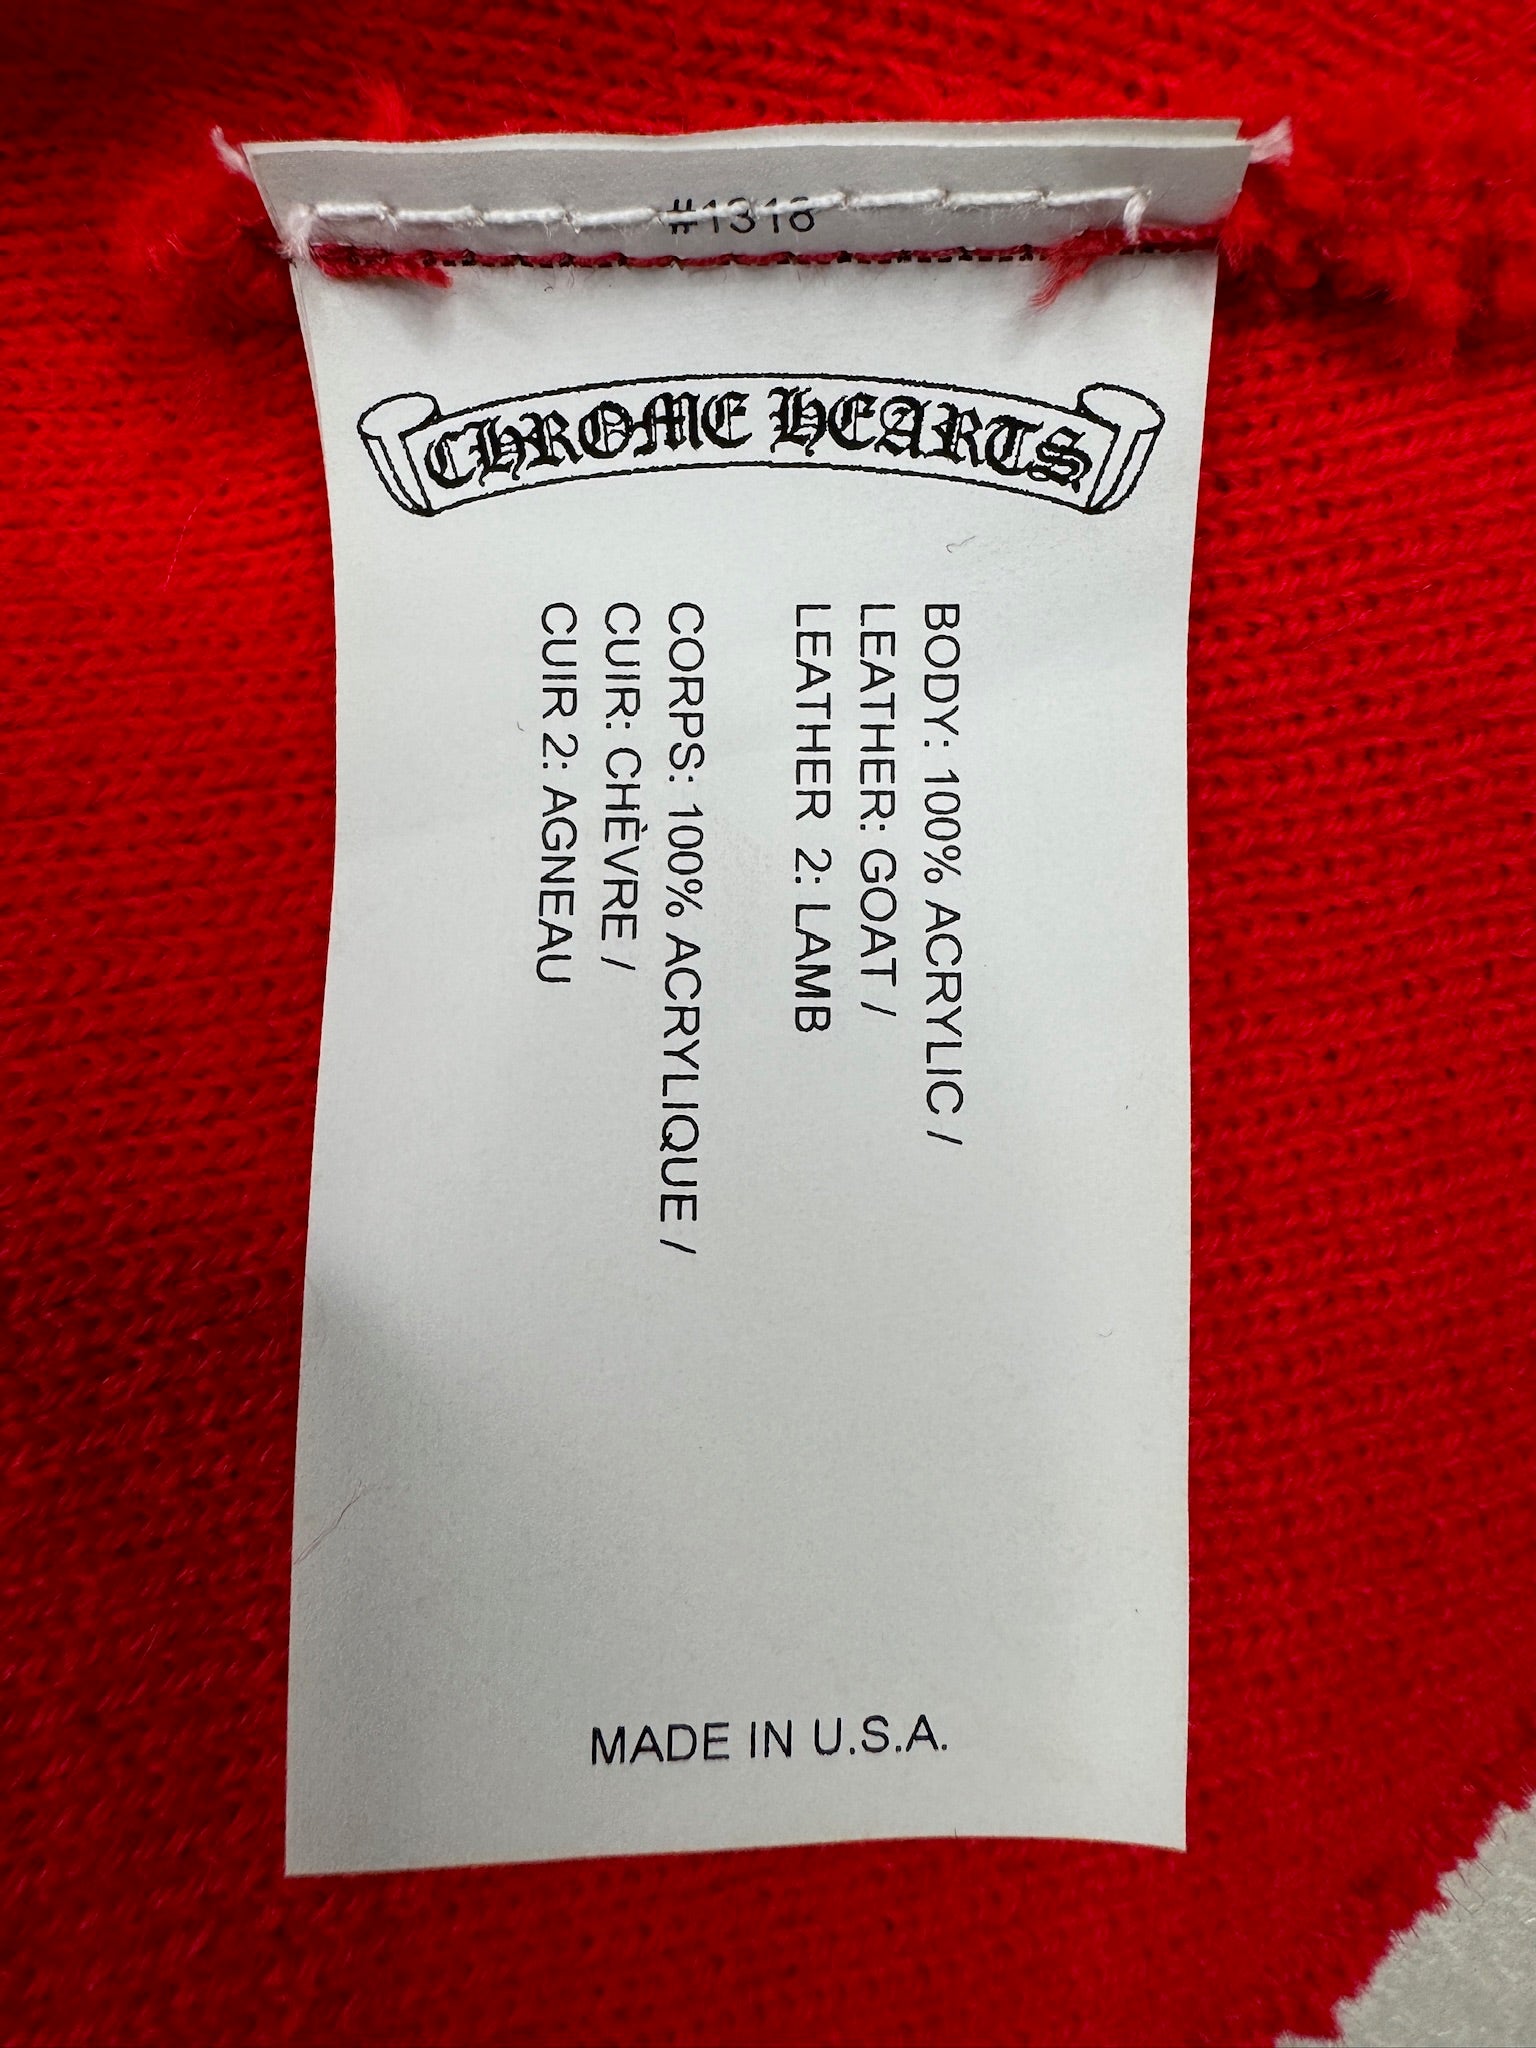 #1318
CHROME HEARTS
BODY: 100% ACRYLIC /
LEATHER: GOAT /
LEATHER 2: LAMB
CORPS: 100% ACRYLIQUE /
CUIR: CHÈVRE /
CUIR 2: AGNEAU
MADE IN U.S.A.